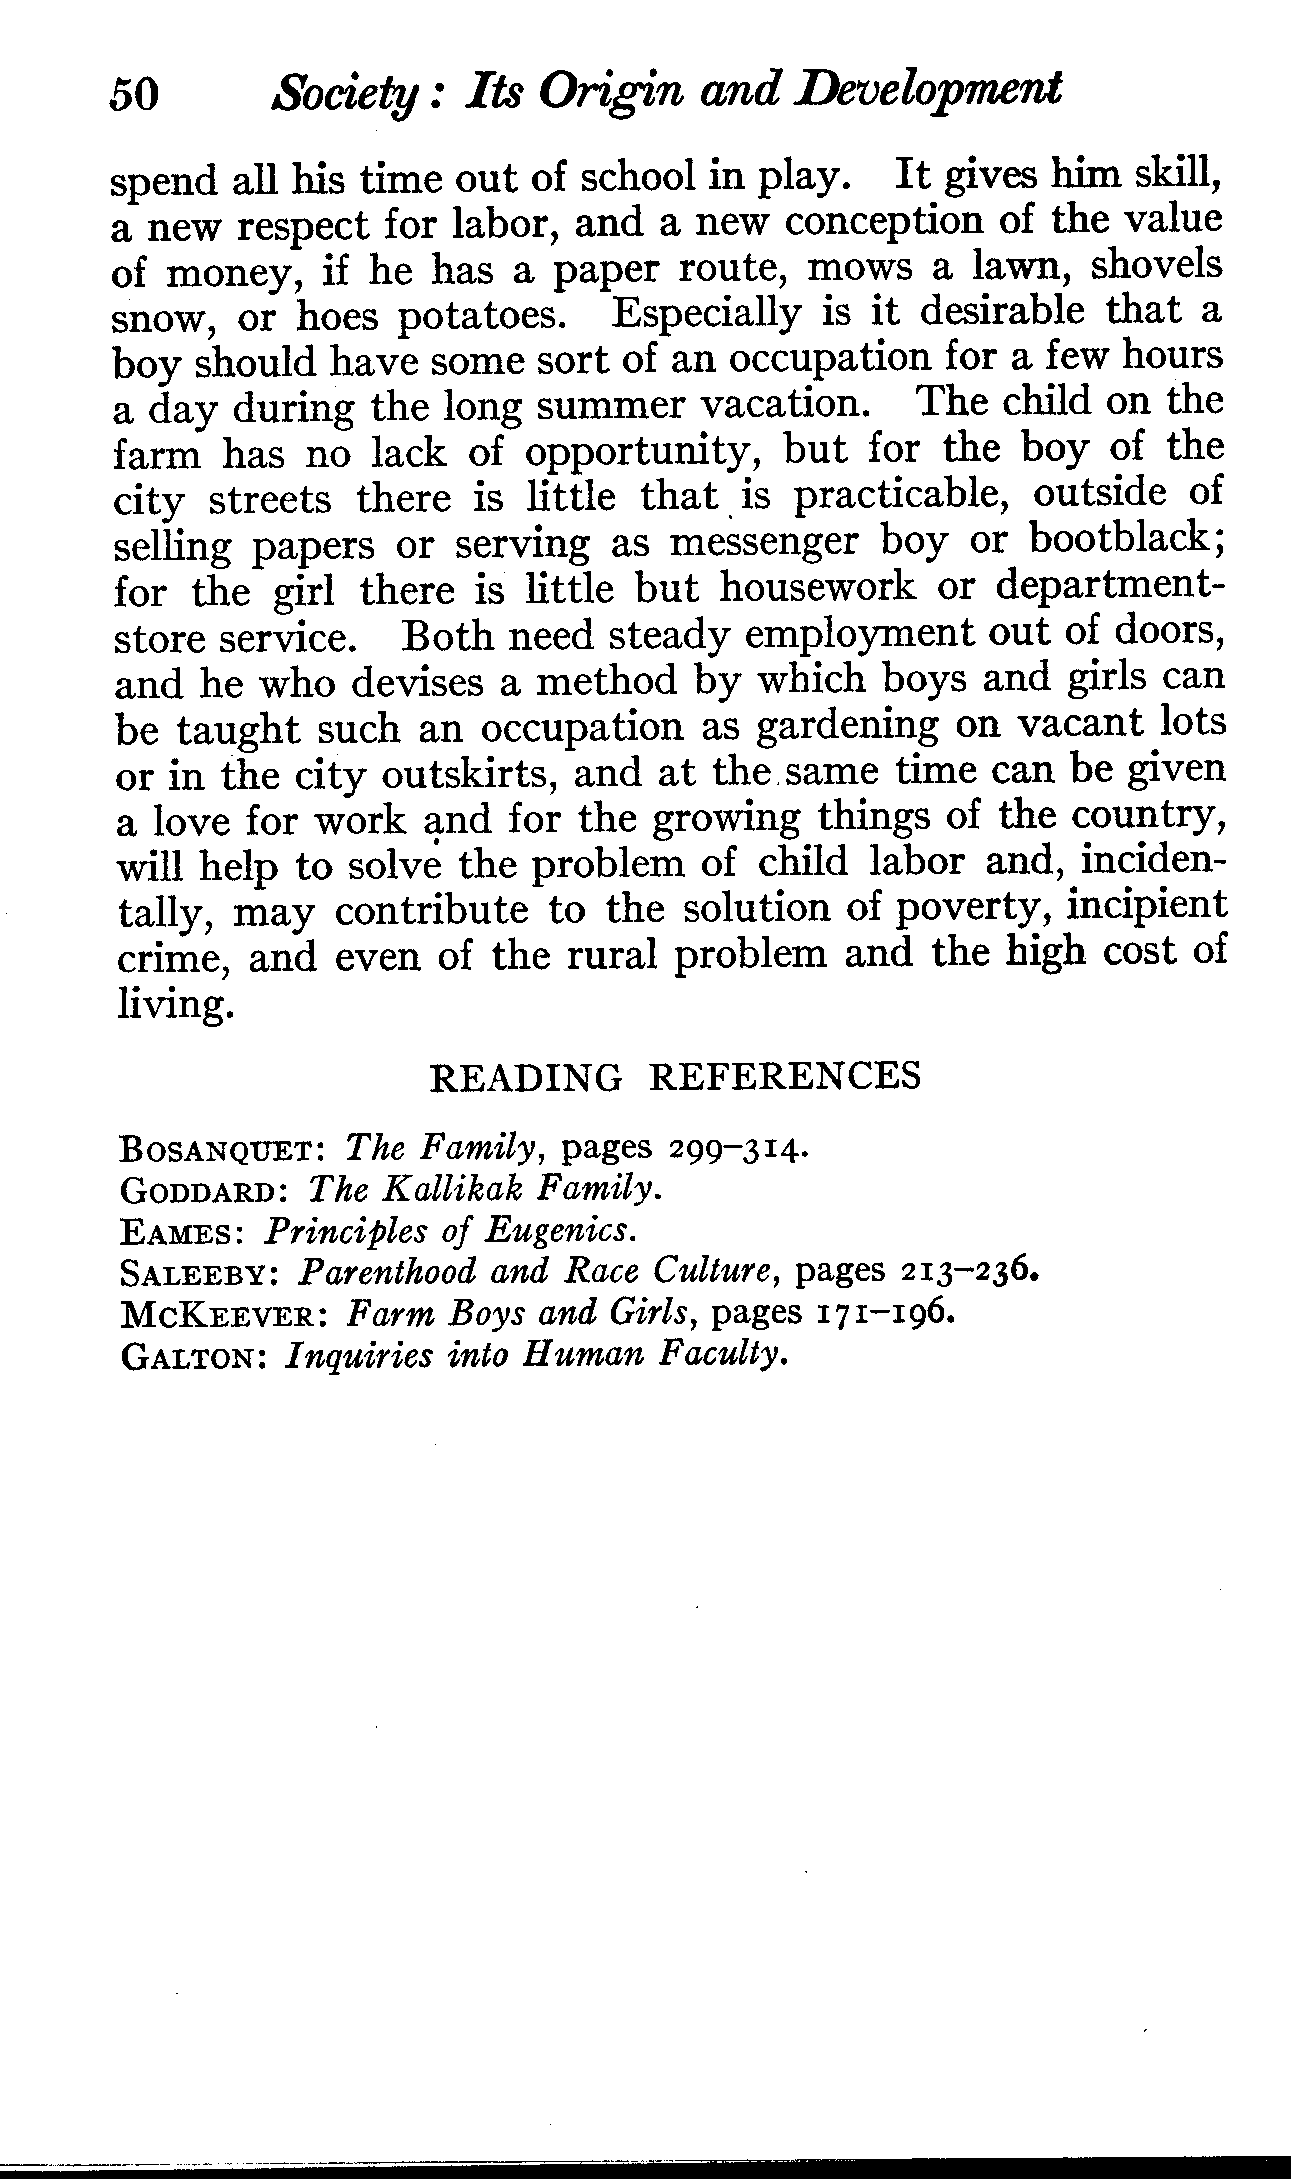 50 Society: Its Origin and Development
spend all his time out of school in play. It gives him skill,
a new respect for labor, and a new conception of the value
of money, if he has a paper route, mows a lawn, shovels
snow, or hoes potatoes. Especially is it desirable that a
boy should have some sort of an occupation for a few hours
a day during the long summer vacation. The child on the
farm has no lack of opportunity, but for the boy of the
city streets there is little that is practicable, outside of
selling papers or serving as messenger boy or bootblack;
for the girl there is little but housework or department-
store service. Both need steady employment out of doors,
and he who devises a method by which boys and girls can
be taught such an occupation as gardening on vacant lots
or in the city outskirts, and at the same time can be given
a love for work and for the growing things of the country,
will help to solve the problem of child labor and, inciden-
tally, may contribute to the solution of poverty, incipient
crime, and even of the rural problem and the high cost of
living.
READING REFERENCES
BOSANQUET: The Family, pages 299–314.
GODDARD: The Kallikak Family.
EAMES: Principles of Eugenics.
SALEEBY: Parenthood and Race Culture, pages 213–236.
MCKEEVER: Farm Boys and Girls, pages 171–196.
GALTON: Inquiries into Human Faculty.